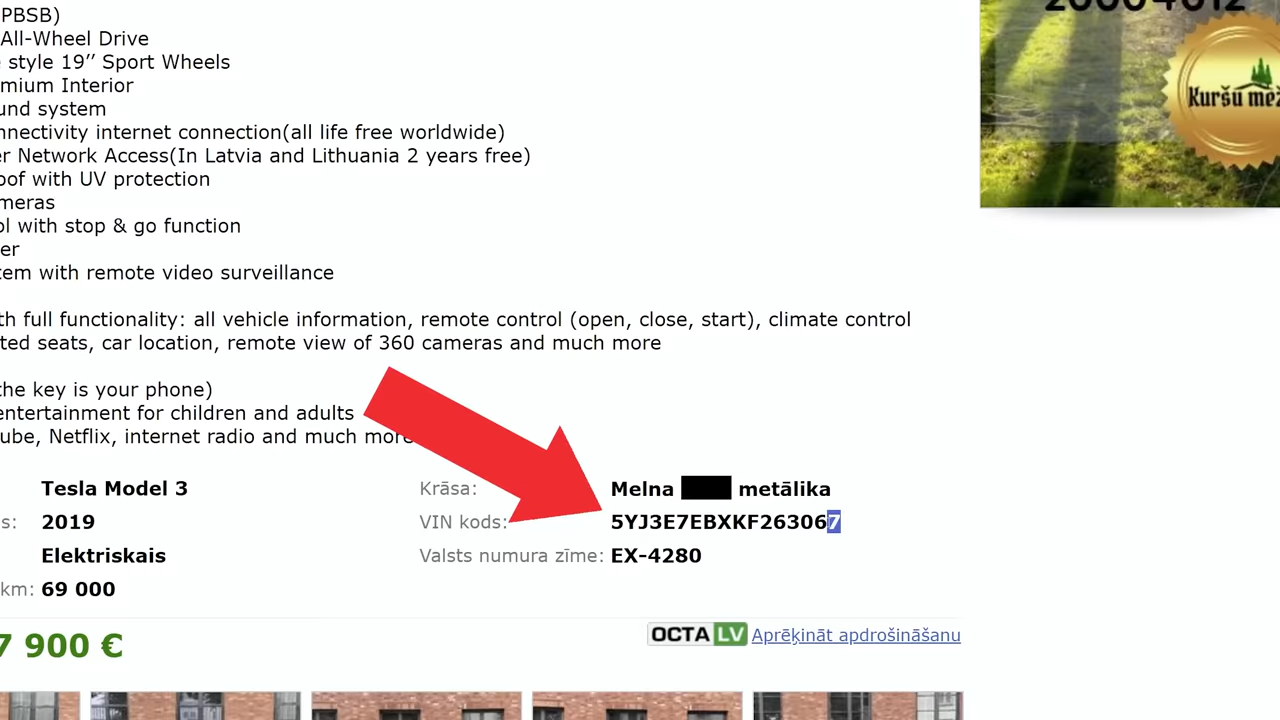 PBSB)
All-Wheel Drive
style 19’’ Sport Wheels
mium Interior
und system
nnectivity internet connection(all life free worldwide)
er Network Access(In Latvia and Lithuania 2 years free)
oof with UV protection
meras
ol with stop & go function
er
tem with remote video surveillance
th full functionality: all vehicle information, remote control (open, close, start), climate control
ted seats, car location, remote view of 360 cameras and much more
the key is your phone)
entertainment for children and adults
ube, Netflix, internet radio and much more
Tesla Model 3
Krāsa: Melna metālika
s: 2019
VIN kods: 5YJ3E7EBXKF263067
Elektriskais
Valsts numura zīme: EX-4280
km: 69 000
7 900 €
OCTA LV Aprēķināt apdrošināšanu
Kuršu mež